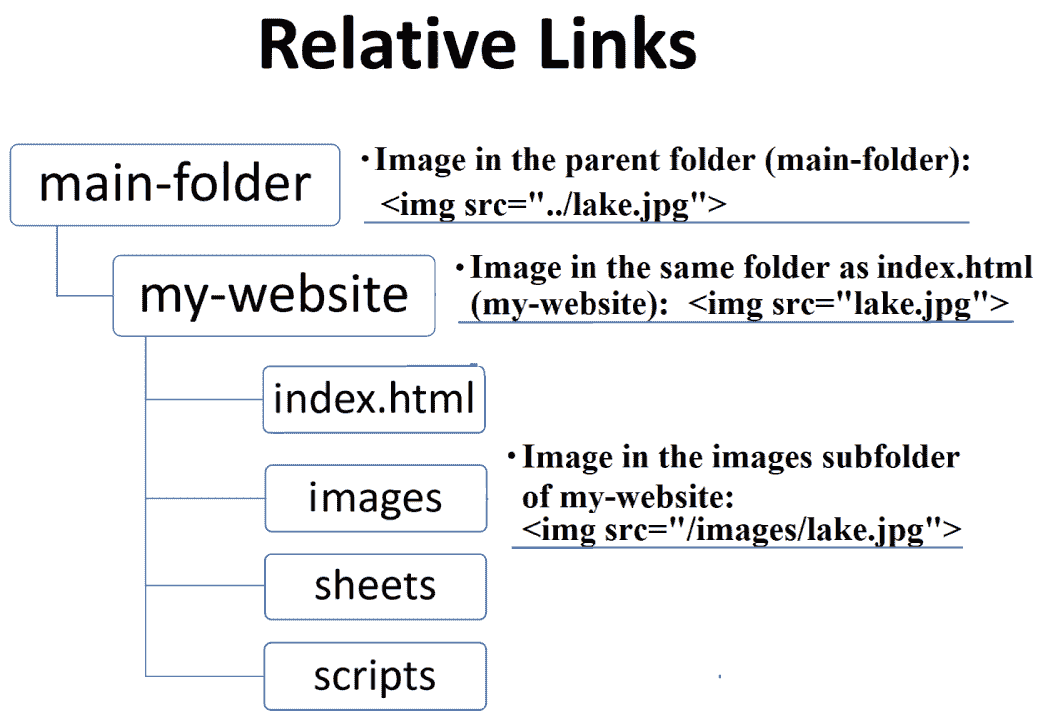 Relative Links
main-folder
· Image in the parent folder (main-folder):
<img src="../lake.jpg">
my-website
· Image in the same folder as index.html
(my-website): <img src="lake.jpg">
index.html
images
· Image in the images subfolder
of my-website:
<img src="/images/lake.jpg">
sheets
scripts